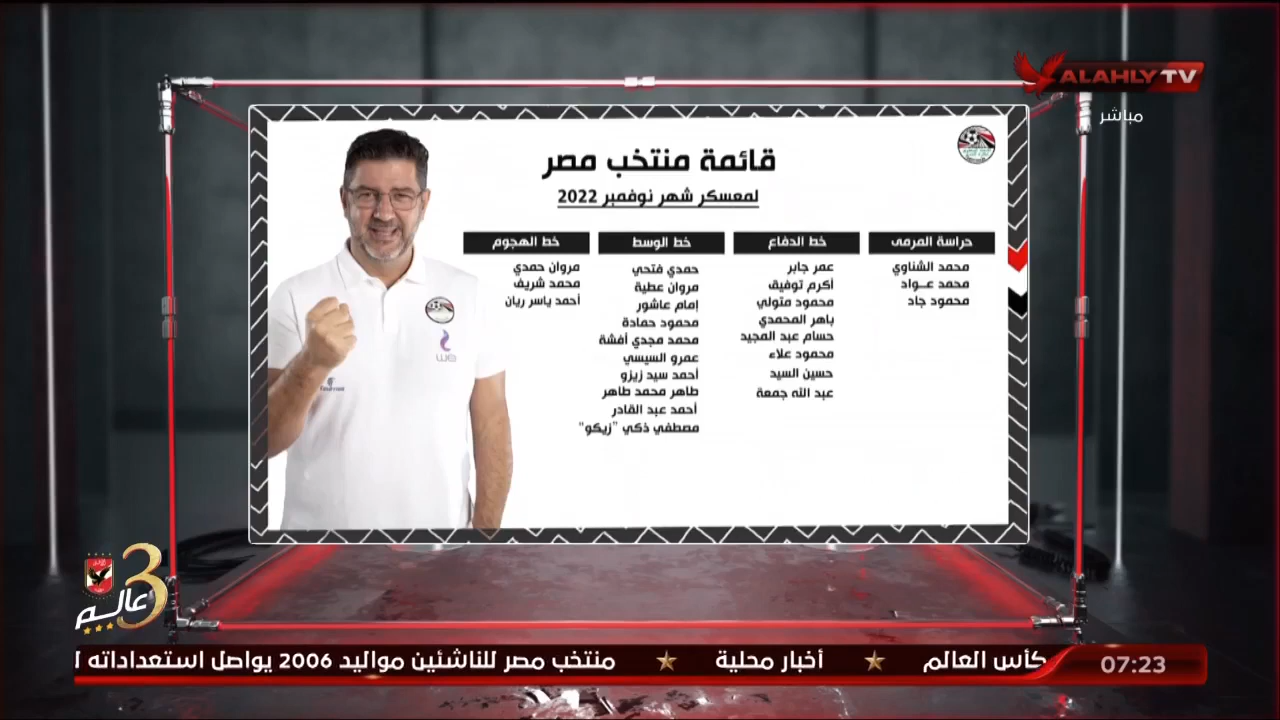 ALAHLY TV
مباشر
قائمة منتخب مصر
لمعسكر شهر نوفمبر 2022
حراسة المرمى
محمد الشناوي
محمد عــواد
محمود جاد
خط الدفاع
عمر جابر
أكرم توفيق
محمود متولي
باهر المحمدي
حسام عبد المجيد
محمود علاء
حسين السيد
عبد الله جمعة
خط الوسط
حمدي فتحي
مروان عطية
إمام عاشور
محمود حمادة
محمد مجدي أفشة
عمرو السيسي
أحمد سيد زيزو
طاهر محمد طاهر
أحمد عبد القادر
مصطفي ذكي "زيكو"
خط الهجوم
مروان حمدي
محمد شريف
أحمد ياسر ريان
we
3
عالم
07:23
كأس العالم ★ أخبار محلية ★ منتخب مصر للناشئين مواليد 2006 يواصل استعداداته ل